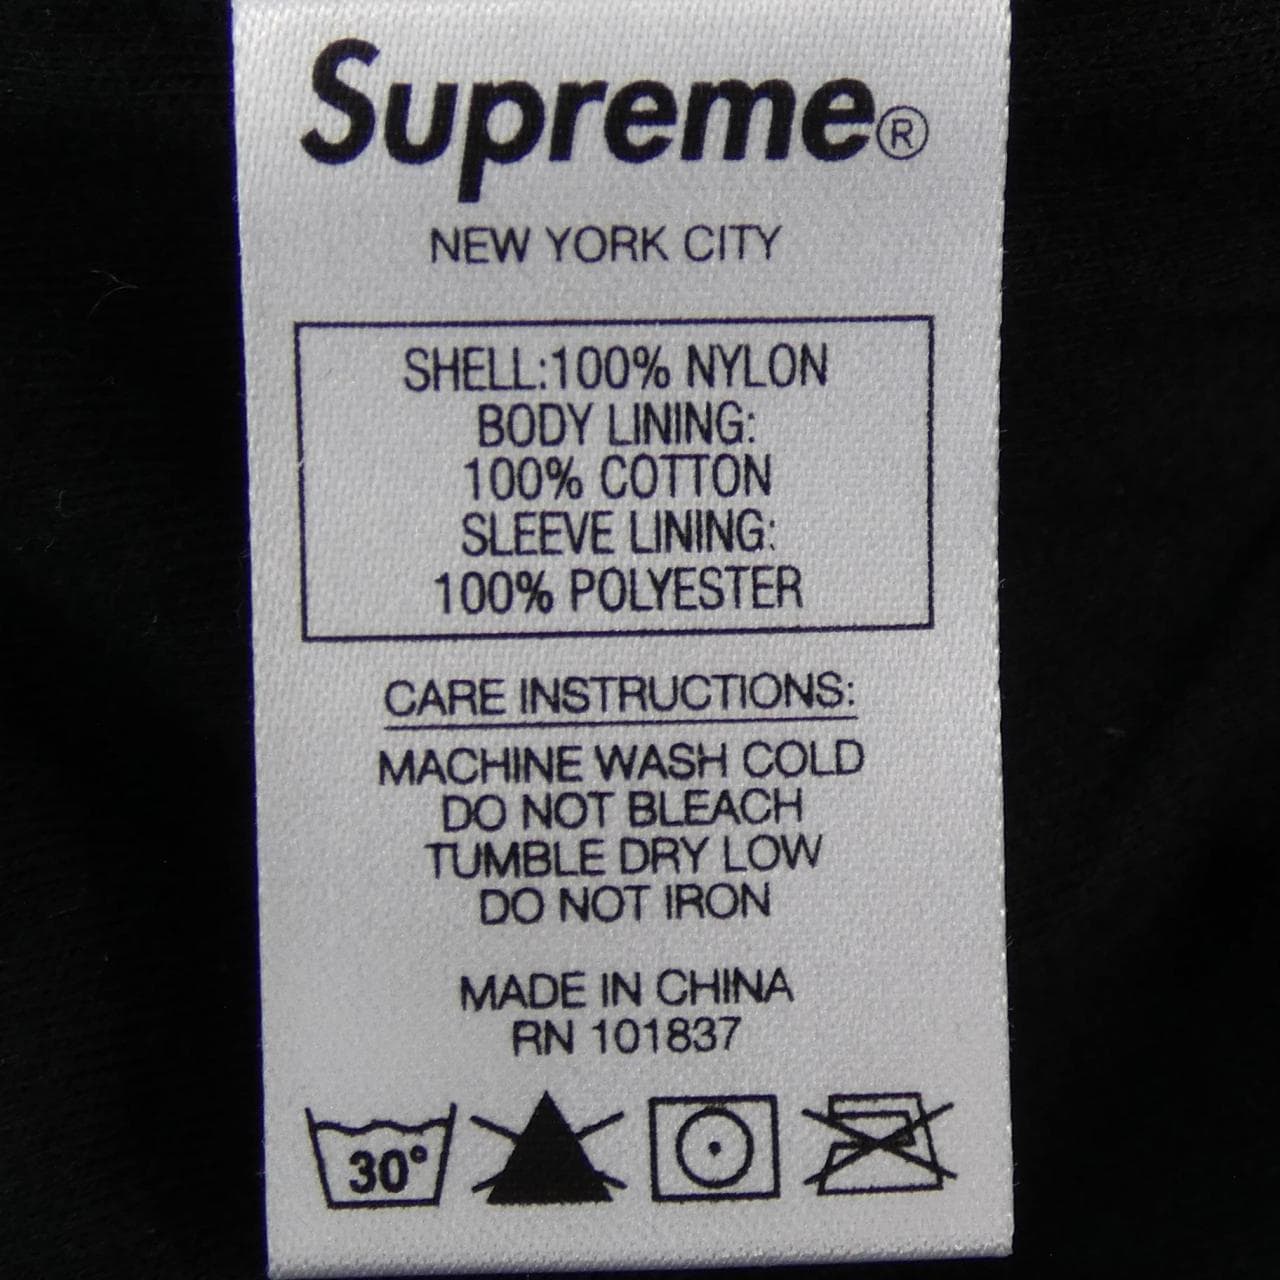 Supreme®
NEW YORK CITY
SHELL:100% NYLON
BODY LINING:
100% COTTON
SLEEVE LINING:
100% POLYESTER
CARE INSTRUCTIONS:
MACHINE WASH COLD
DO NOT BLEACH
TUMBLE DRY LOW
DO NOT IRON
MADE IN CHINA
RN 101837
30°